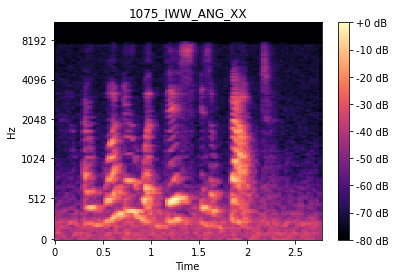 1075_IWW_ANG_XX
+0 dB
8192
-10 dB
4096
-20 dB
-30 dB
2048
Hz
-40 dB
1024
-50 dB
512
-60 dB
-70 dB
0
-80 dB
0 0.5 1 1.5 2 2.5
Time